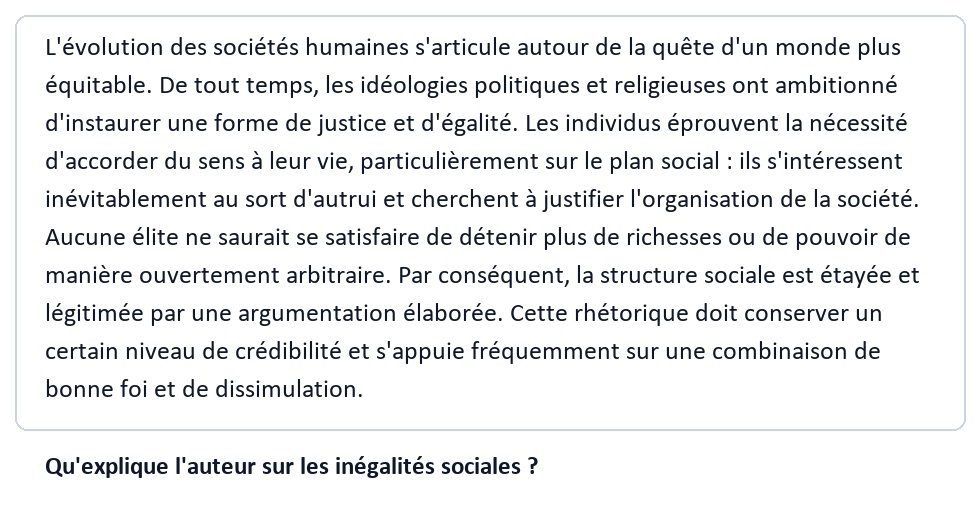 L'évolution des sociétés humaines s'articule autour de la quête d'un monde plus
équitable. De tout temps, les idéologies politiques et religieuses ont ambitionné
d'instaurer une forme de justice et d'égalité. Les individus éprouvent la nécessité
d'accorder du sens à leur vie, particulièrement sur le plan social : ils s'intéressent
inévitablement au sort d'autrui et cherchent à justifier l'organisation de la société.
Aucune élite ne saurait se satisfaire de détenir plus de richesses ou de pouvoir de
manière ouvertement arbitraire. Par conséquent, la structure sociale est étayée et
légitimée par une argumentation élaborée. Cette rhétorique doit conserver un
certain niveau de crédibilité et s'appuie fréquemment sur une combinaison de
bonne foi et de dissimulation.
Qu'explique l'auteur sur les inégalités sociales ?